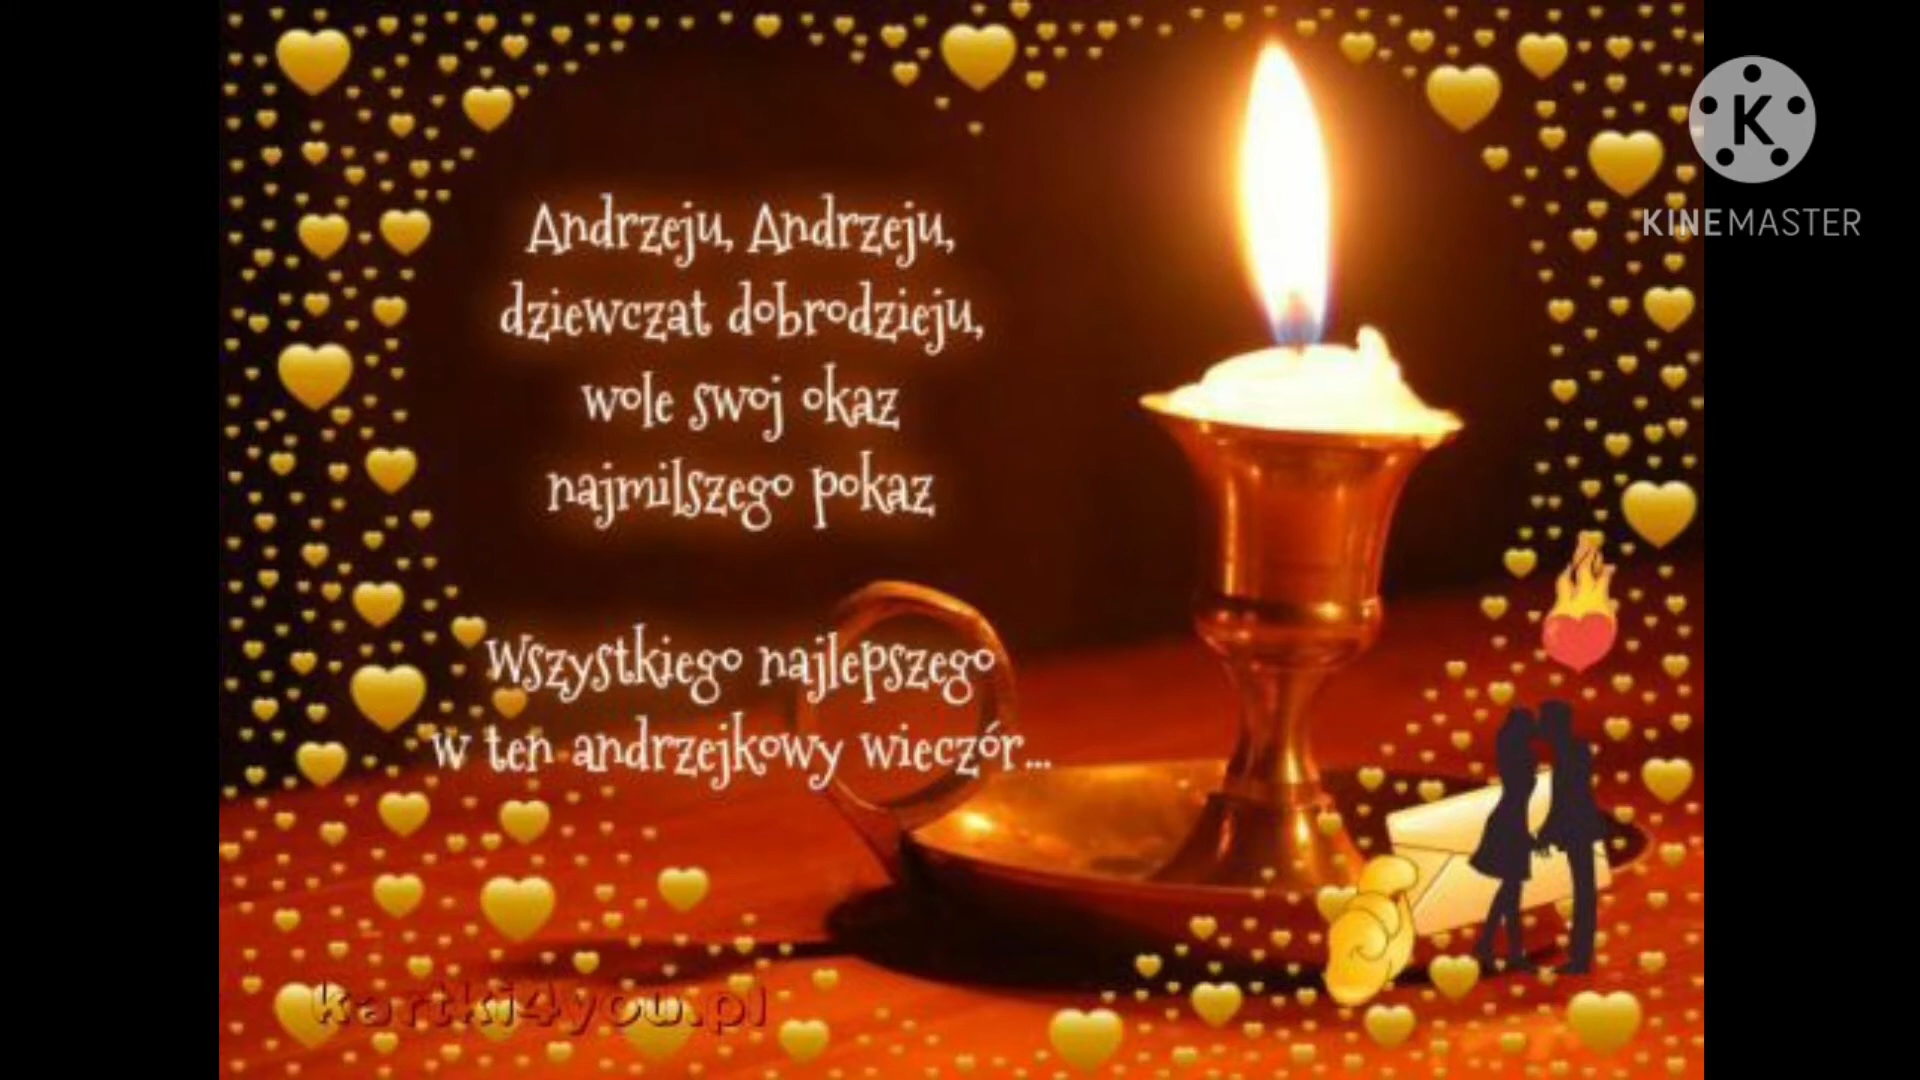 Andrzeju, Andrzeju,
dziewczat dobrodzieju,
wole swoj okaz
najmilszego pokaz
Wszystkiego najlepszego
w ten andrzejkowy wieczór...
kartki4you.pl
K
KINEMASTER